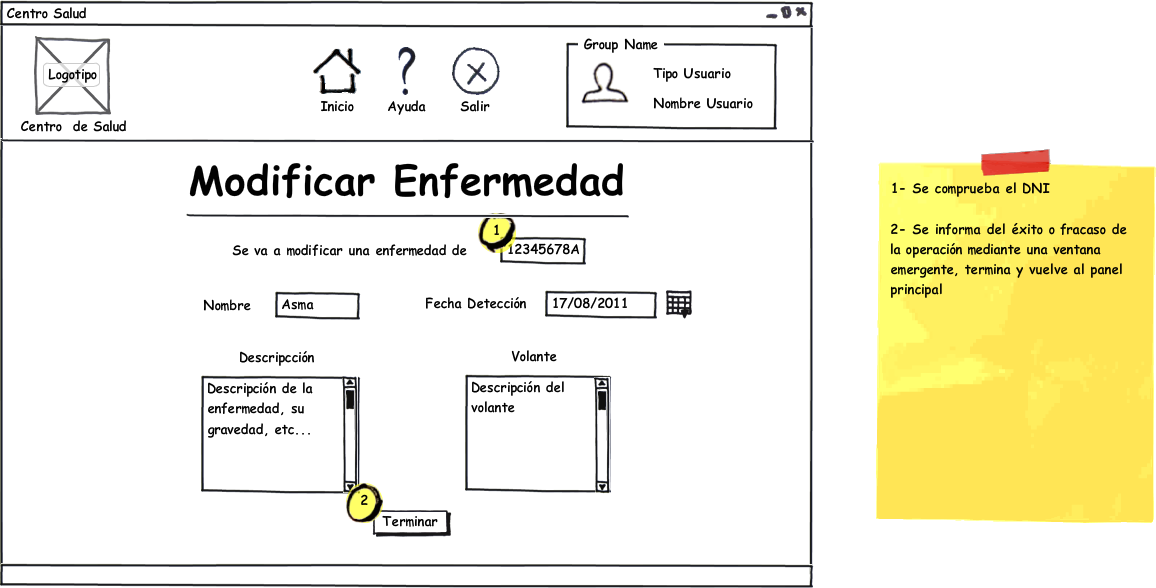 Centro Salud
Logotipo
Centro de Salud
Inicio
Ayuda
Salir
Group Name
Tipo Usuario
Nombre Usuario
Modificar Enfermedad
Se va a modificar una enfermedad de
1
12345678A
Nombre
Asma
Fecha Detección
17/08/2011
Descripcción
Descripción de la
enfermedad, su
gravedad, etc...
Volante
Descripción del
volante
2
Terminar
1- Se comprueba el DNI
2- Se informa del éxito o fracaso de
la operación mediante una ventana
emergente, termina y vuelve al panel
principal